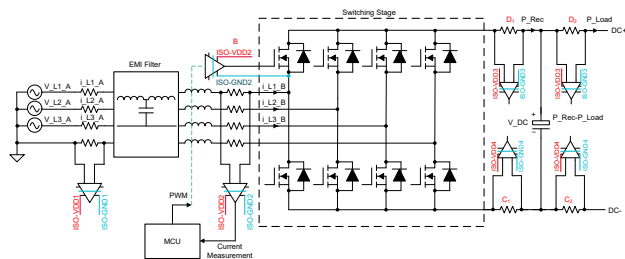 Switching Stage
D₁
P_Rec
D₂
P_Load
DC+
B
ISO-VDD2
ISO-GND2
EMI Filter
V_L1_A
i_L1_A
V_L2_A
i_L2_A
V_L3_A
i_L3_A
i_L1_B
i_L2_B
i_L3_B
ISO-VDD3
ISO-GND3
ISO-VDD3
ISO-GND3
P_Rec-P_Load
+
V_DC
-
ISO-VDD4
ISO-GND4
ISO-VDD4
ISO-GND4
PWM
ISO-VDD1
ISO-GND1
ISO-VDD2
ISO-GND2
C₁
C₂
DC-
MCU
Current
Measurement